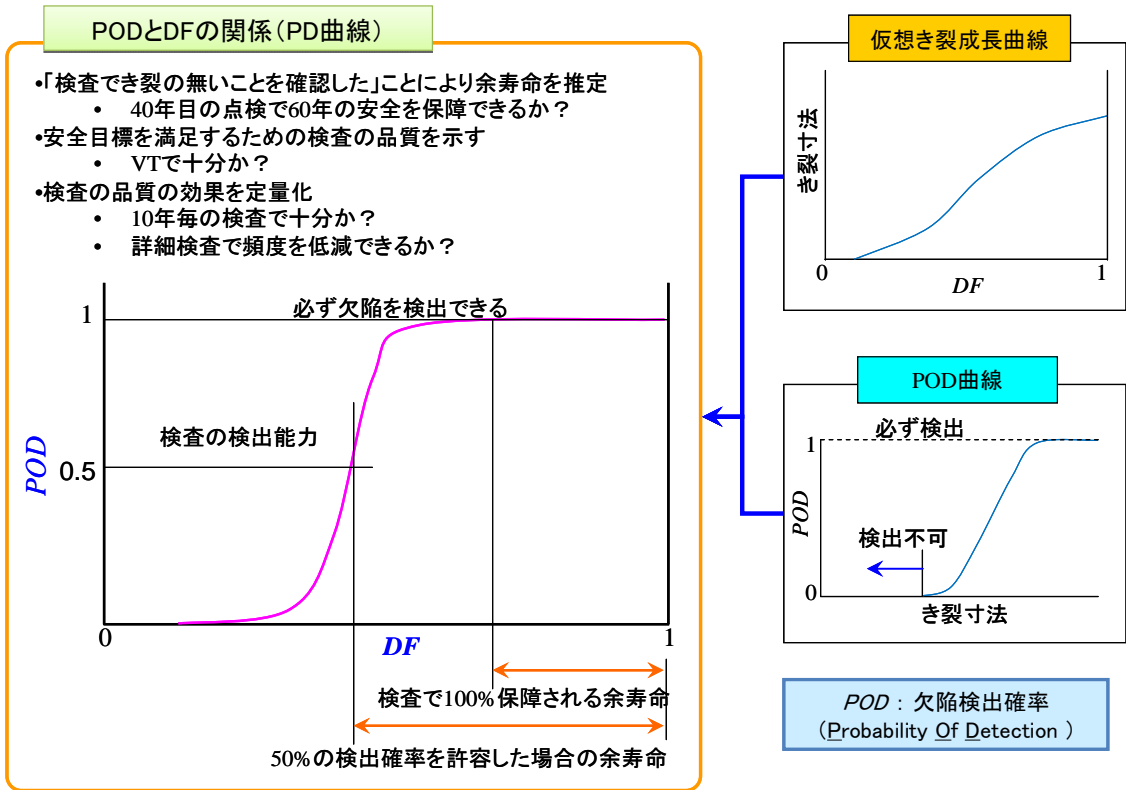 PODとDFの関係(PD曲線)
•「検査でき裂の無いことを確認した」ことにより余寿命を推定
• 40年目の点検で60年の安全を保障できるか？
•安全目標を満足するための検査の品質を示す
• VTで十分か？
•検査の品質の効果を定量化
• 10年毎の検査で十分か？
• 詳細検査で頻度を低減できるか？
必ず欠陥を検出できる
1
検査の検出能力
POD
0.5
0
DF
1
検査で100%保障される余寿命
50%の検出確率を許容した場合の余寿命
仮想き裂成長曲線
き裂寸法
0
DF
1
POD曲線
必ず検出
1
POD
検出不可
0
き裂寸法
POD：欠陥検出確率
（Probability Of Detection ）